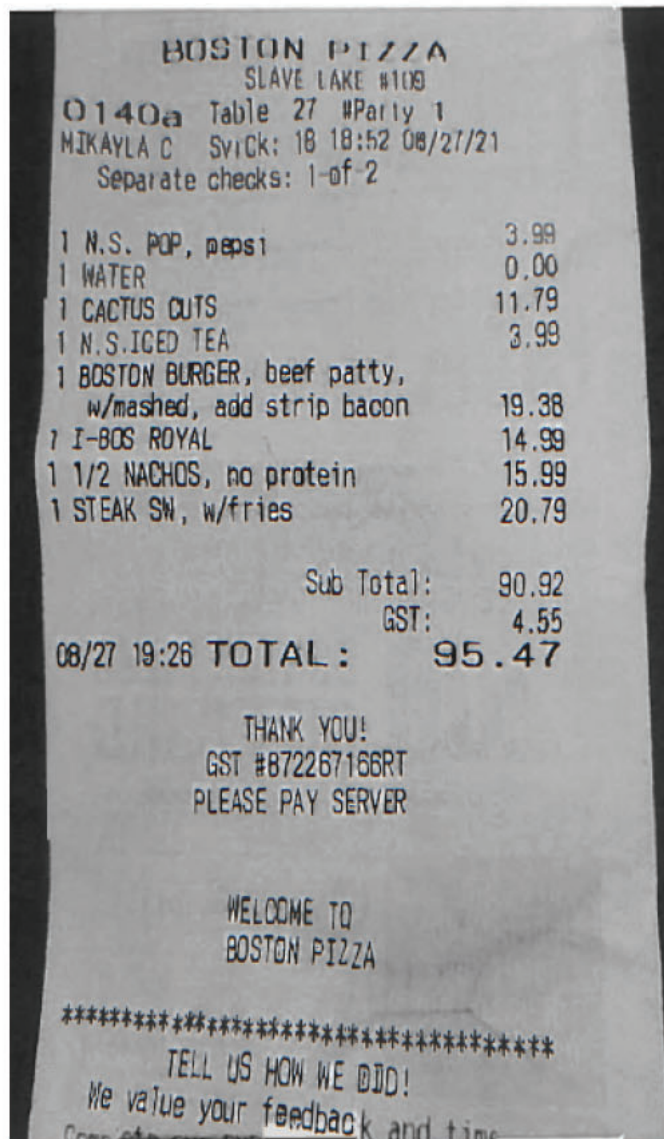 BOSTON PIZZA
SLAVE LAKE #109
0140a Table 27 #Party 1
MIKAYLA C SvrCk: 18 18:52 08/27/21
Separate checks: 1-of-2
1 N.S. POP, pepsi 3.99
1 WATER 0.00
1 CACTUS CUTS 11.79
1 N.S.ICED TEA 3.99
1 BOSTON BURGER, beef patty,
w/mashed, add strip bacon 19.38
1 I-BOS ROYAL 14.99
1 1/2 NACHOS, no protein 15.99
1 STEAK SW, w/fries 20.79
Sub Total: 90.92
GST: 4.55
08/27 19:26 TOTAL: 95.47
THANK YOU!
GST #872267166RT
PLEASE PAY SERVER
WELCOME TO
BOSTON PIZZA
****************************************
TELL US HOW WE DID!
We value your feedback and time